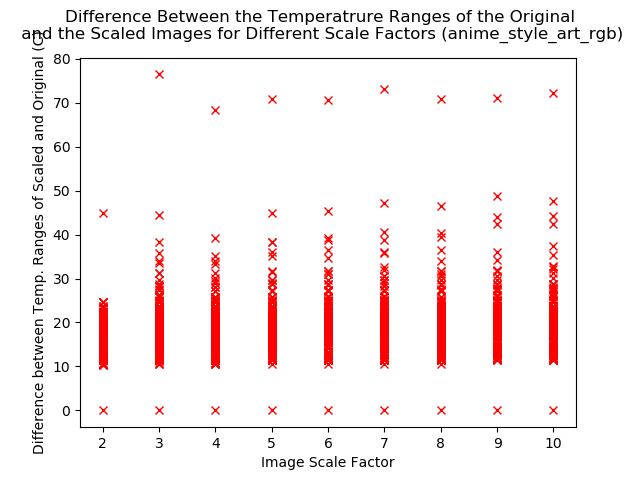 Difference Between the Temperatrure Ranges of the Original
and the Scaled Images for Different Scale Factors (anime_style_art_rgb)
Difference between Temp. Ranges of Scaled and Original (C)
80
70
60
50
40
30
20
10
0
2 3 4 5 6 7 8 9 10
Image Scale Factor